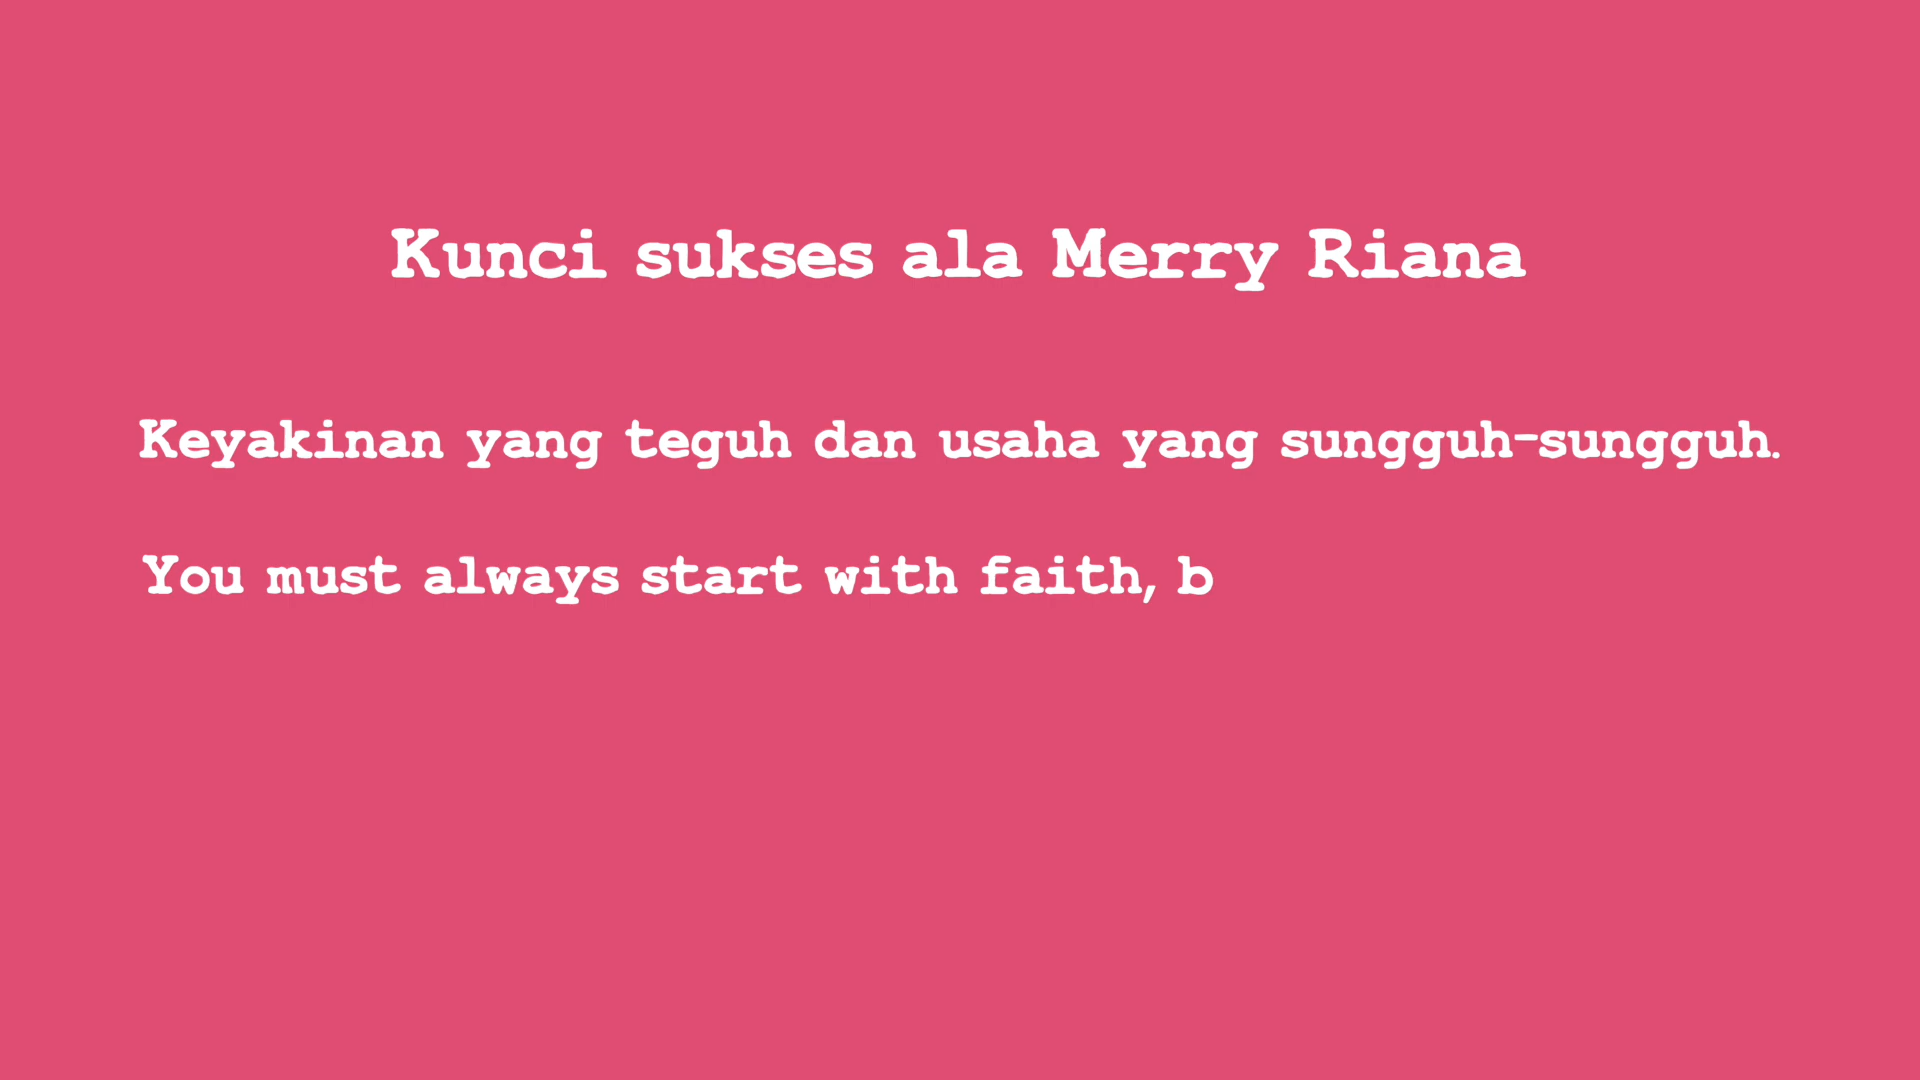 Kunci sukses ala Merry Riana
Keyakinan yang teguh dan usaha yang sungguh-sungguh.
You must always start with faith, b